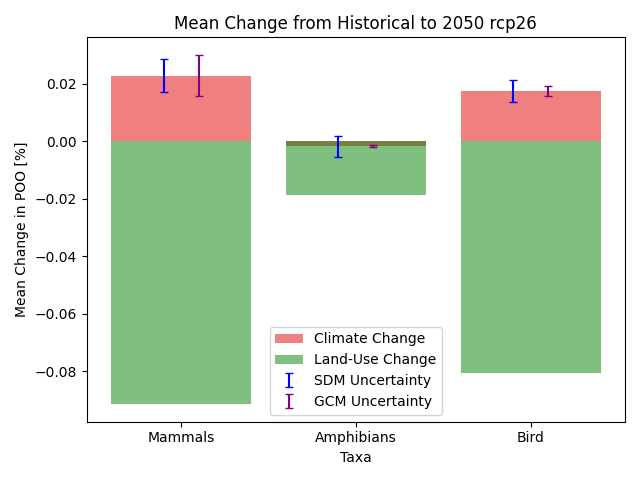 Mean Change from Historical to 2050 rcp26
0.02
0.00
−0.02
−0.04
−0.06
−0.08
Mean Change in POO [%]
Climate Change
Land-Use Change
SDM Uncertainty
GCM Uncertainty
Mammals
Amphibians
Bird
Taxa